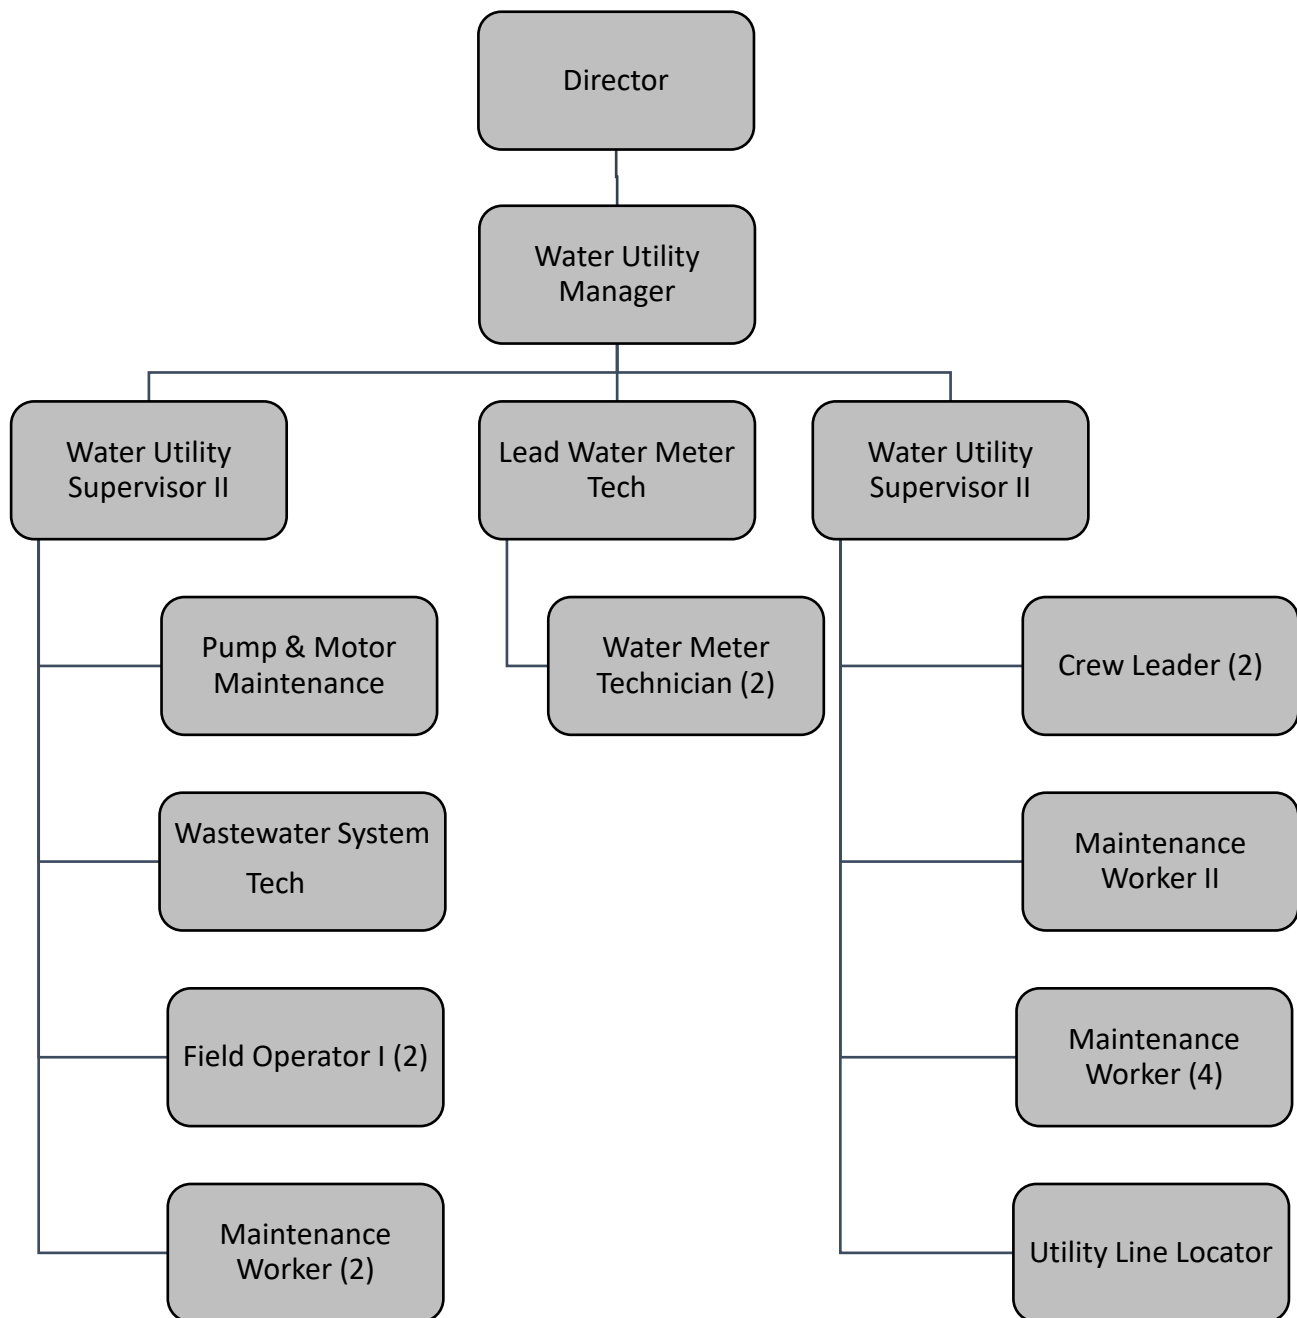 Director
Water Utility
Manager
Water Utility
Supervisor II
Lead Water Meter
Tech
Water Utility
Supervisor II
Pump & Motor
Maintenance
Water Meter
Technician (2)
Crew Leader (2)
Wastewater System
Tech
Maintenance
Worker II
Field Operator I (2)
Maintenance
Worker (4)
Maintenance
Worker (2)
Utility Line Locator